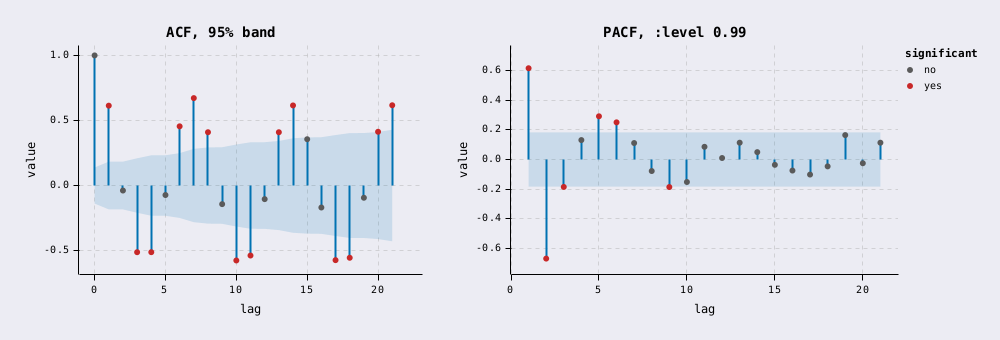 ACF, 95% band
1.0
0.5
0.0
-0.5
value
0 5 10 15 20
lag
PACF, :level 0.99
0.6
0.4
0.2
0.0
-0.2
-0.4
-0.6
value
0 5 10 15 20
lag
significant
no
yes